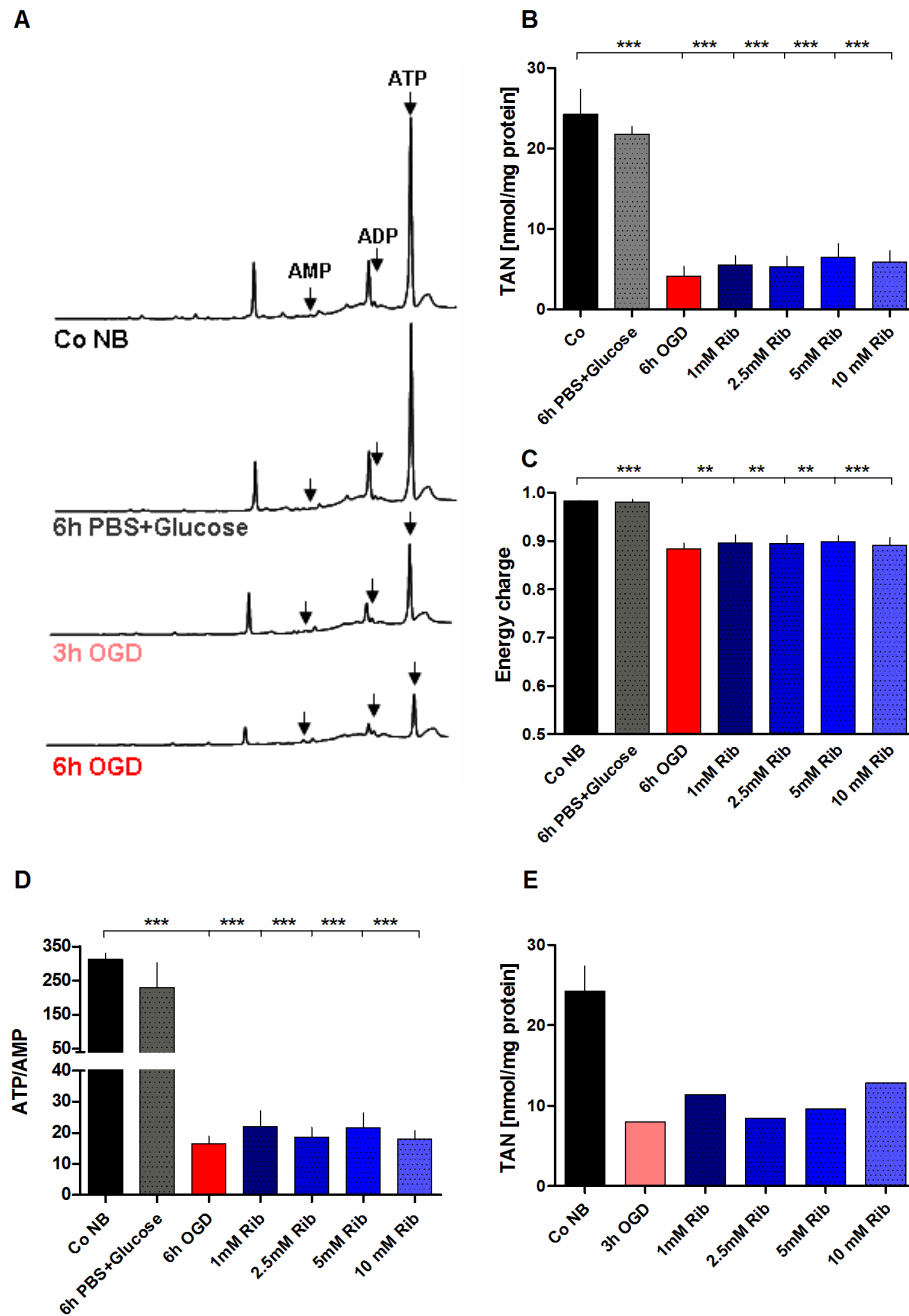 A
ATP
ADP
AMP
Co NB
6h PBS+Glucose
3h OGD
6h OGD
B
*** *** *** *** ***
TAN [nmol/mg protein]
30
20
10
0
Co
6h PBS+Glucose
6h OGD
1mM Rib
2.5mM Rib
5mM Rib
10 mM Rib
C
*** ** ** ** ***
Energy charge
1.0
0.9
0.8
0.7
0.6
0.5
Co NB
6h PBS+Glucose
6h OGD
1mM Rib
2.5mM Rib
5mM Rib
10 mM Rib
D
*** *** *** *** ***
ATP/AMP
350
250
150
50
40
30
20
10
0
Co NB
6h PBS+Glucose
6h OGD
1mM Rib
2.5mM Rib
5mM Rib
10 mM Rib
E
TAN [nmol/mg protein]
30
20
10
0
Co NB
3h OGD
1mM Rib
2.5mM Rib
5mM Rib
10 mM Rib